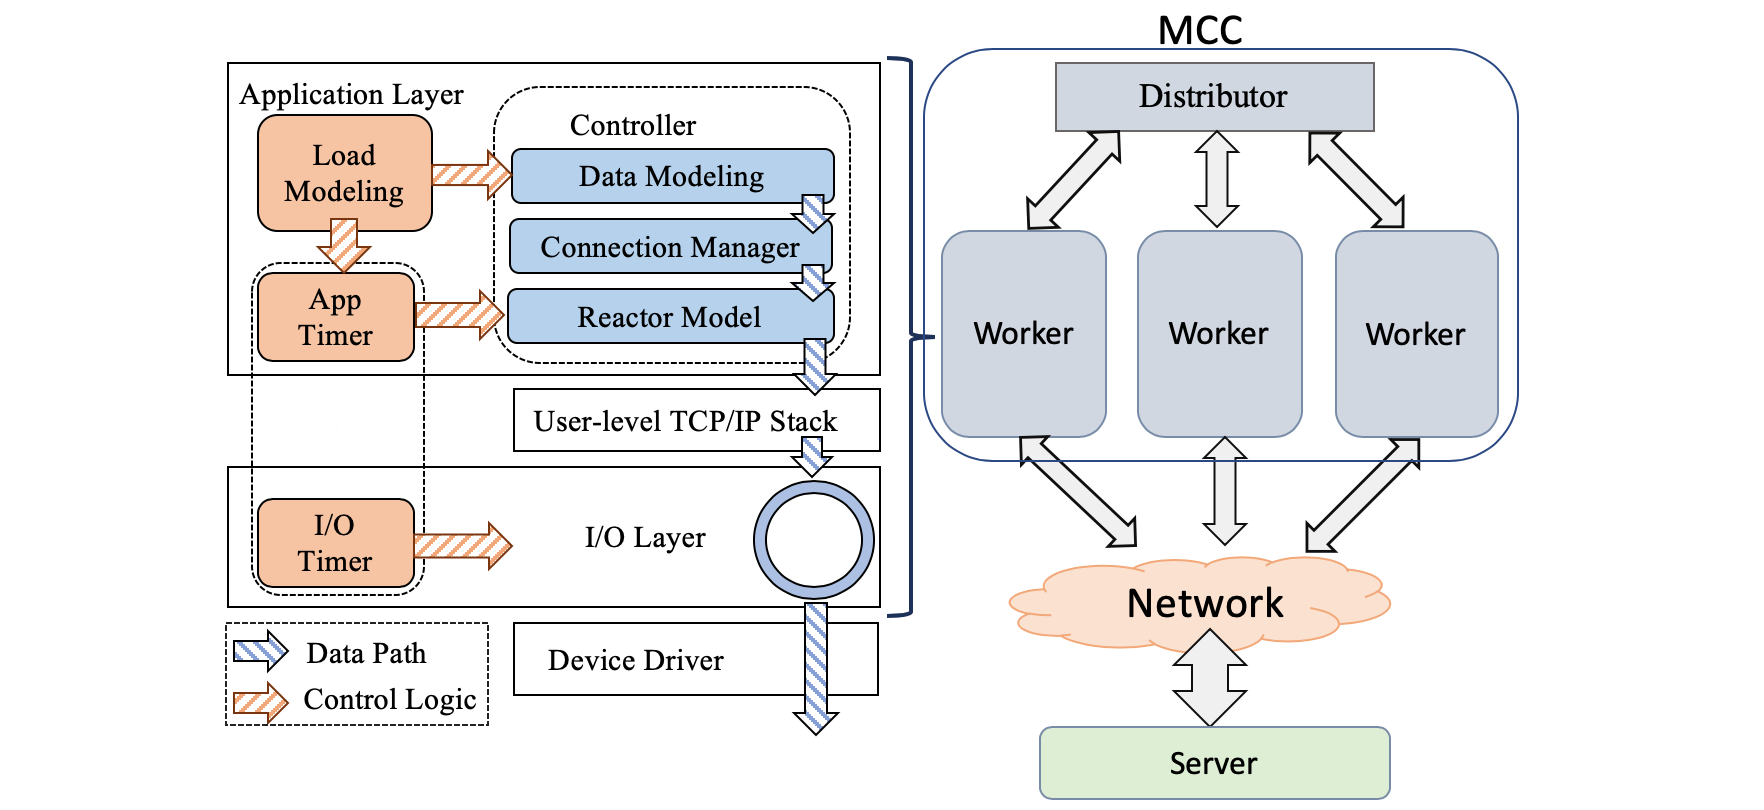 MCC
Application Layer
Controller
Load
Modeling
Data Modeling
Connection Manager
App
Timer
Reactor Model
User-level TCP/IP Stack
I/O
Timer
I/O Layer
Data Path
Control Logic
Device Driver
Distributor
Worker
Worker
Worker
Network
Server